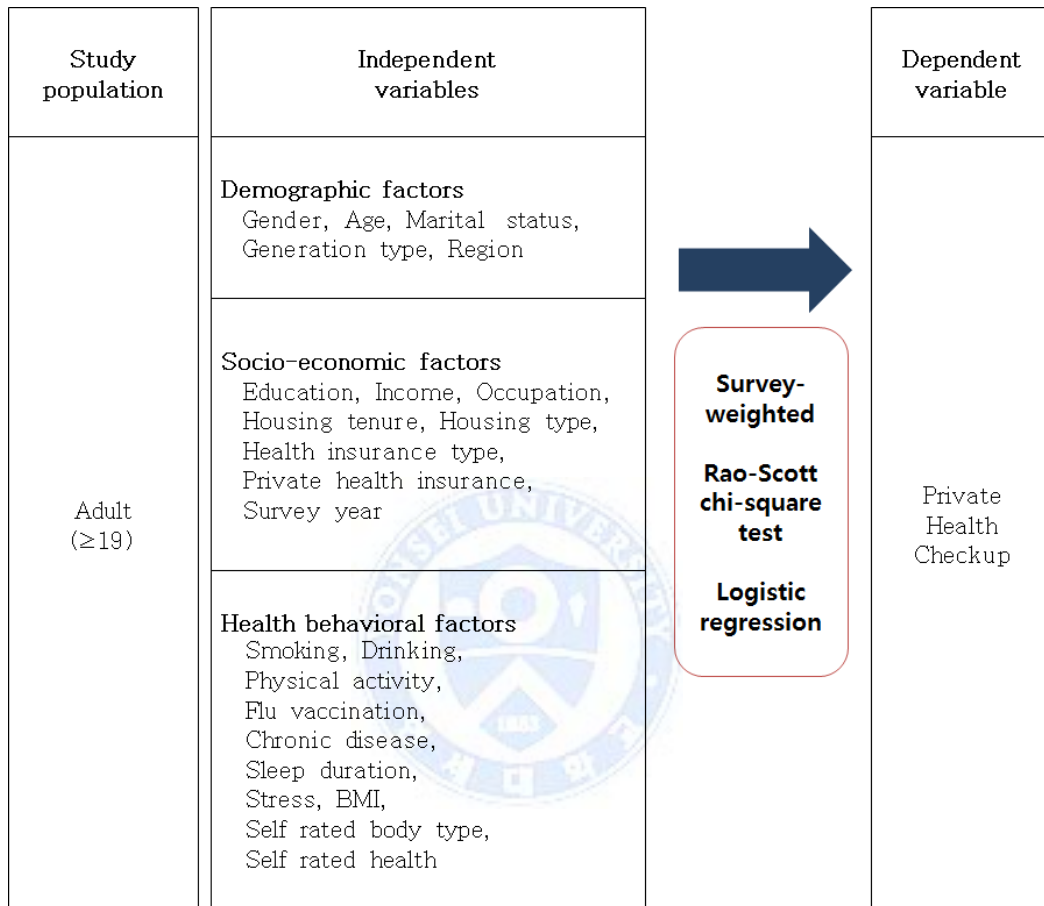 Study
population
Independent
variables
Dependent
variable
Adult
(≥19)
Demographic factors
Gender, Age, Marital status,
Generation type, Region
Socio-economic factors
Education, Income, Occupation,
Housing tenure, Housing type,
Health insurance type,
Private health insurance,
Survey year
Health behavioral factors
Smoking, Drinking,
Physical activity,
Flu vaccination,
Chronic disease,
Sleep duration,
Stress, BMI,
Self rated body type,
Self rated health
Survey-
weighted
Rao-Scott
chi-square
test
Logistic
regression
Private
Health
Checkup
YONSEI UNIVERSITY
1885